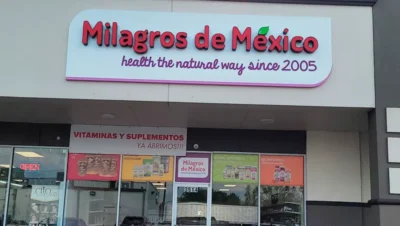 Milagros de México
health the natural way since 2005
VITAMINAS Y SUPLEMENTOS
YA ABRIMOS!!!
Milagros
de México